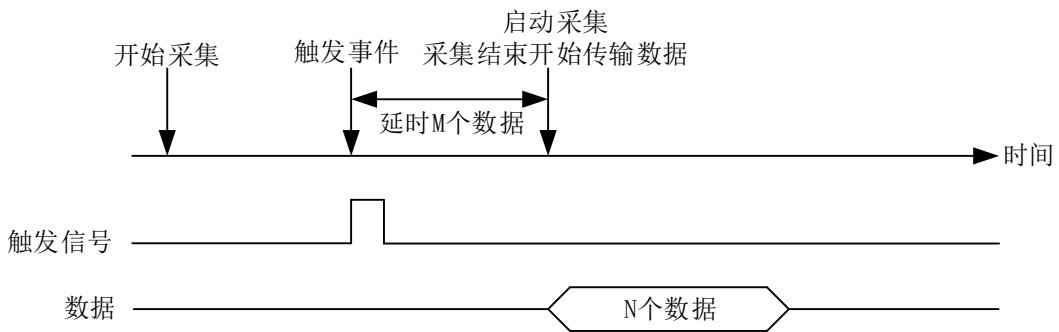 启动采集
开始采集
触发事件
采集结束开始传输数据
延时M个数据
时间
触发信号
数据
N个数据